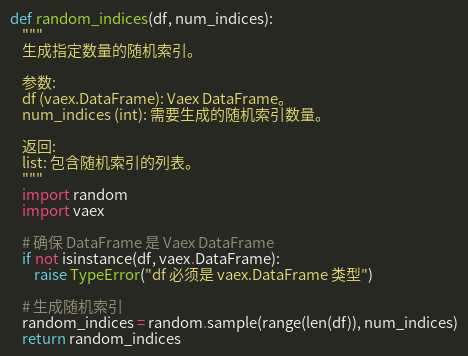 def random_indices(df, num_indices):
"""
生成指定数量的随机索引。
参数:
df (vaex.DataFrame): Vaex DataFrame。
num_indices (int): 需要生成的随机索引数量。
返回:
list: 包含随机索引的列表。
"""
import random
import vaex
# 确保 DataFrame 是 Vaex DataFrame
if not isinstance(df, vaex.DataFrame):
raise TypeError("df 必须是 vaex.DataFrame 类型")
# 生成随机索引
random_indices = random.sample(range(len(df)), num_indices)
return random_indices